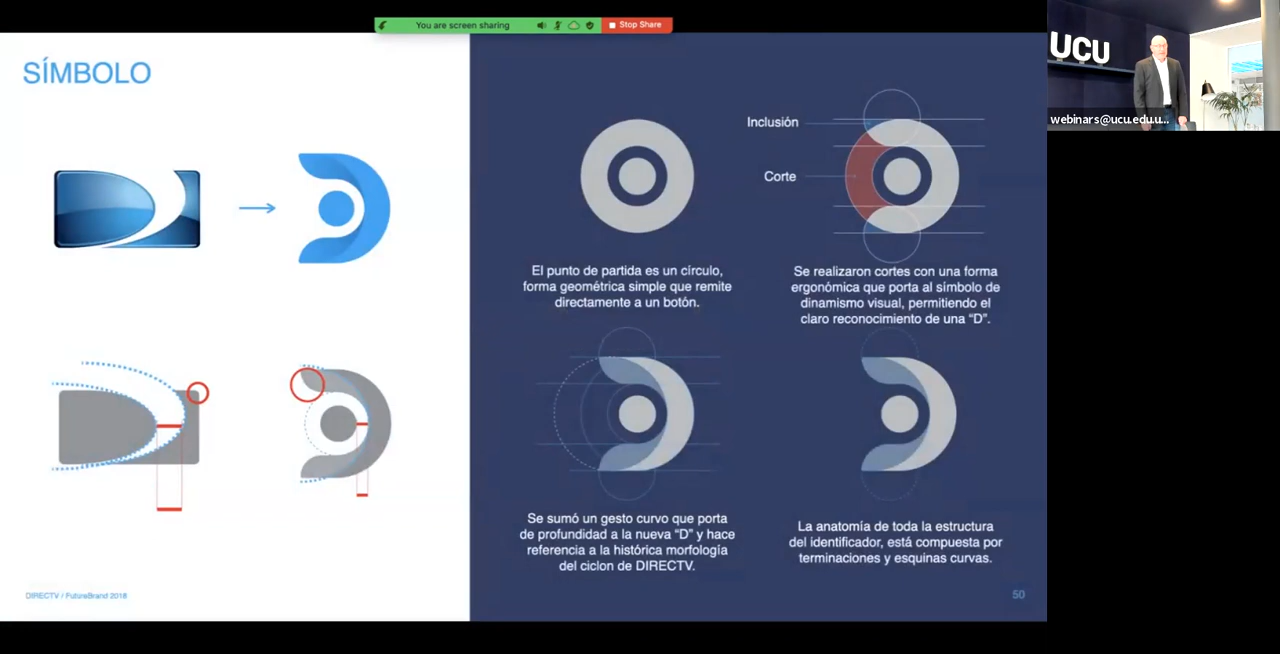 You are screen sharing
Stop Share
UCU
webinars@ucu.edu.u...
SÍMBOLO
Inclusión
Corte
El punto de partida es un círculo,
forma geométrica simple que remite
directamente a un botón.
Se realizaron cortes con una forma
ergonómica que porta al símbolo de
dinamismo visual, permitiendo el
claro reconocimiento de una “D”.
Se sumó un gesto curvo que porta
de profundidad a la nueva “D” y hace
referencia a la histórica morfología
del ciclon de DIRECTV.
La anatomía de toda la estructura
del identificador, está compuesta por
terminaciones y esquinas curvas.
DIRECTV / FutureBrand 2018
50